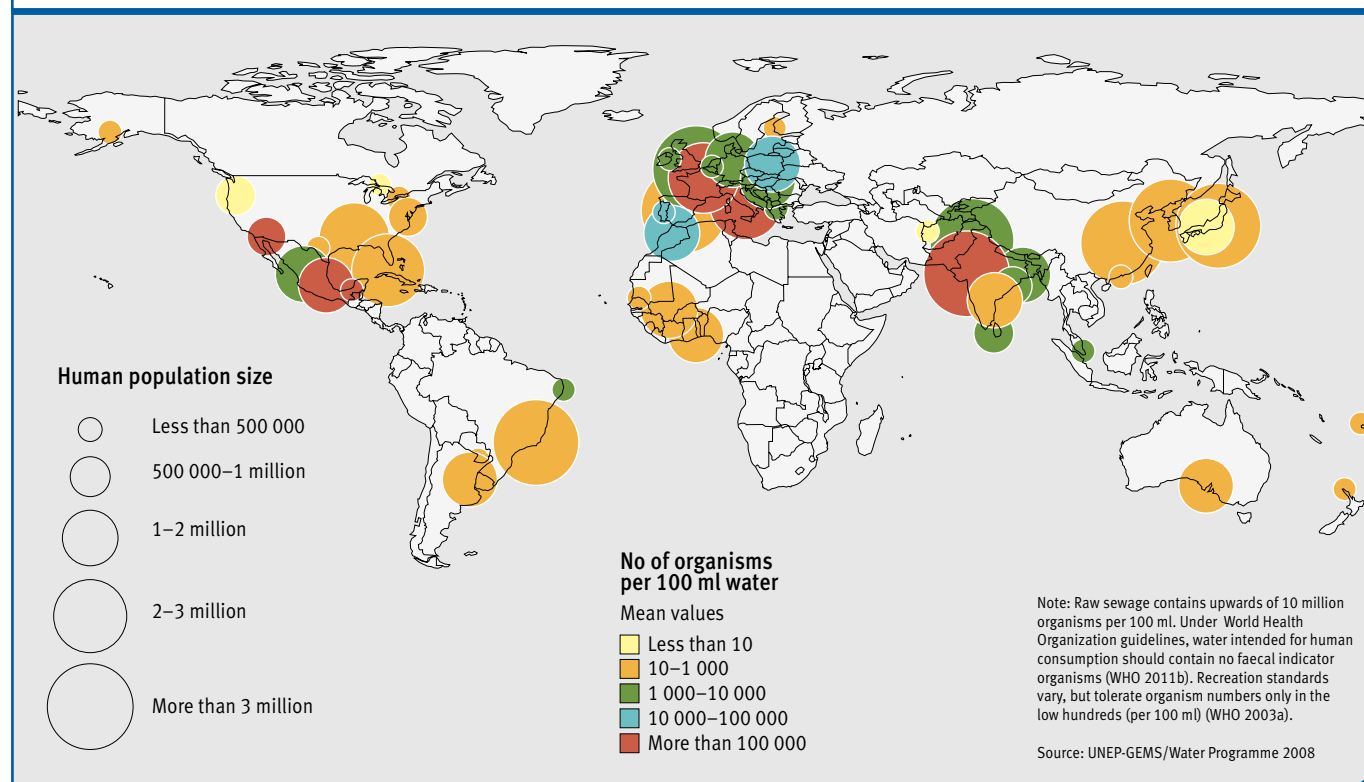 Human population size
Less than 500 000
500 000–1 million
1–2 million
2–3 million
More than 3 million
No of organisms
per 100 ml water
Mean values
Less than 10
10–1 000
1 000–10 000
10 000–100 000
More than 100 000
Note: Raw sewage contains upwards of 10 million
organisms per 100 ml. Under World Health
Organization guidelines, water intended for human
consumption should contain no faecal indicator
organisms (WHO 2011b). Recreation standards
vary, but tolerate organism numbers only in the
low hundreds (per 100 ml) (WHO 2003a).
Source: UNEP-GEMS/Water Programme 2008